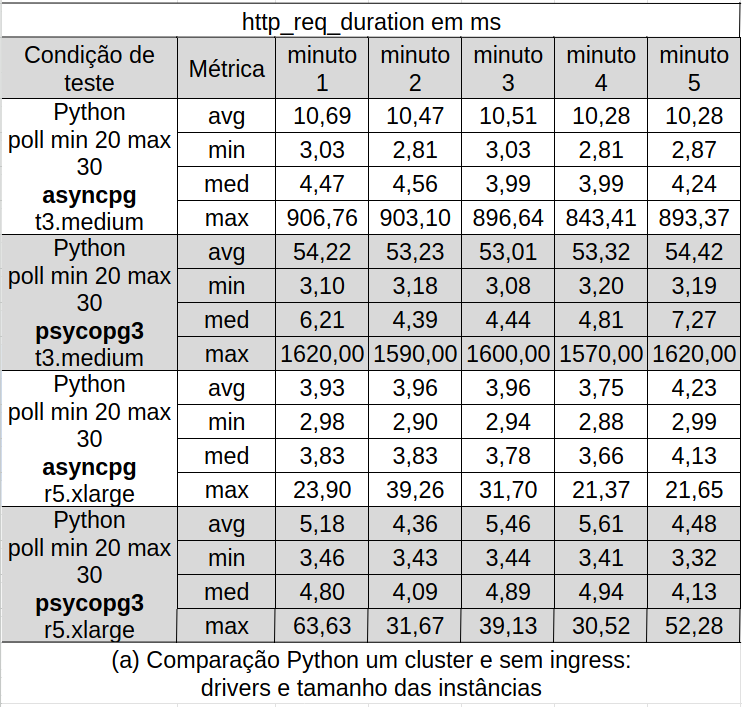 http_req_duration em ms
Condição de teste Métrica minuto 1 minuto 2 minuto 3 minuto 4 minuto 5
Python
poll min 20 max
30
asyncpg
t3.medium
avg 10,69 10,47 10,51 10,28 10,28
min 3,03 2,81 3,03 2,81 2,87
med 4,47 4,56 3,99 3,99 4,24
max 906,76 903,10 896,64 843,41 893,37
Python
poll min 20 max
30
psycopg3
t3.medium
avg 54,22 53,23 53,01 53,32 54,42
min 3,10 3,18 3,08 3,20 3,19
med 6,21 4,39 4,44 4,81 7,27
max 1620,00 1590,00 1600,00 1570,00 1620,00
Python
poll min 20 max
30
asyncpg
r5.xlarge
avg 3,93 3,96 3,96 3,75 4,23
min 2,98 2,90 2,94 2,88 2,99
med 3,83 3,83 3,78 3,66 4,13
max 23,90 39,26 31,70 21,37 21,65
Python
poll min 20 max
30
psycopg3
r5.xlarge
avg 5,18 4,36 5,46 5,61 4,48
min 3,46 3,43 3,44 3,41 3,32
med 4,80 4,09 4,89 4,94 4,13
max 63,63 31,67 39,13 30,52 52,28
(a) Comparação Python um cluster e sem ingress:
drivers e tamanho das instâncias